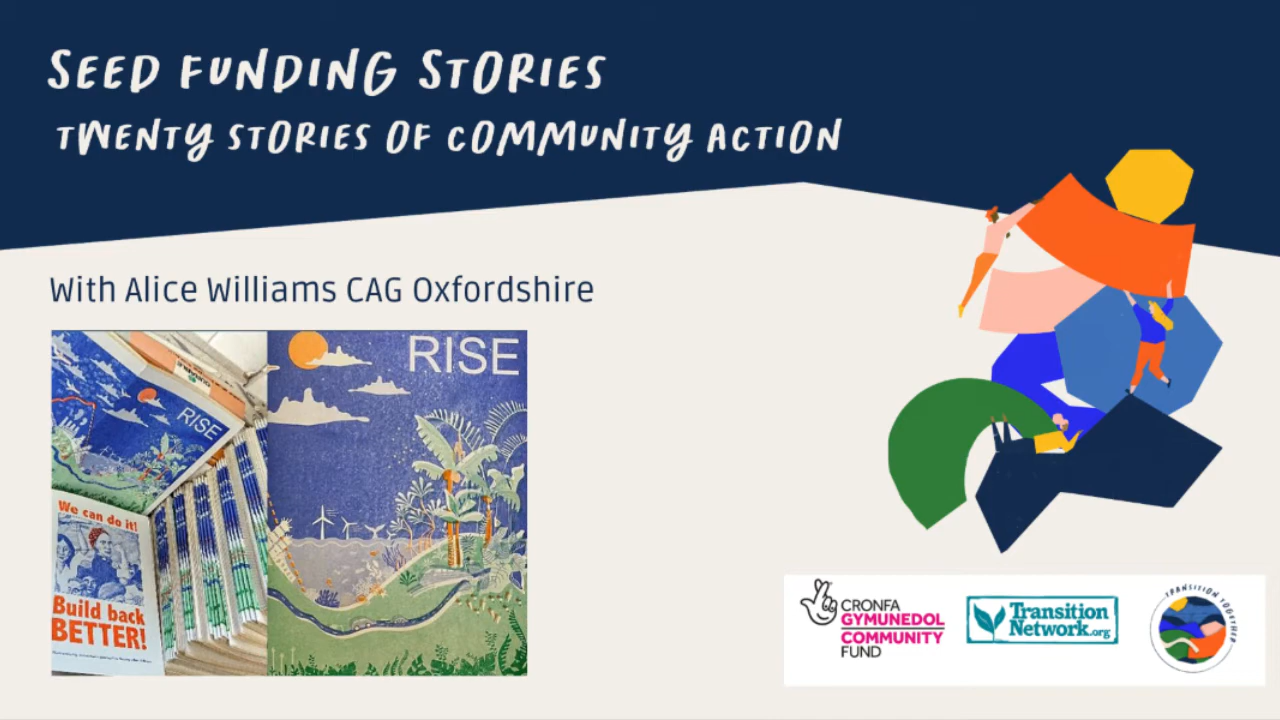 SEED FUNDING STORIES
TWENTY STORIES OF COMMUNITY ACTION
With Alice Williams CAG Oxfordshire
RISE
RISE
We can do it!
Build back
BETTER!
CRONFA
GYMUNEDOL
COMMUNITY
FUND
Transition
Network.org
TRANSITION TOGETHER